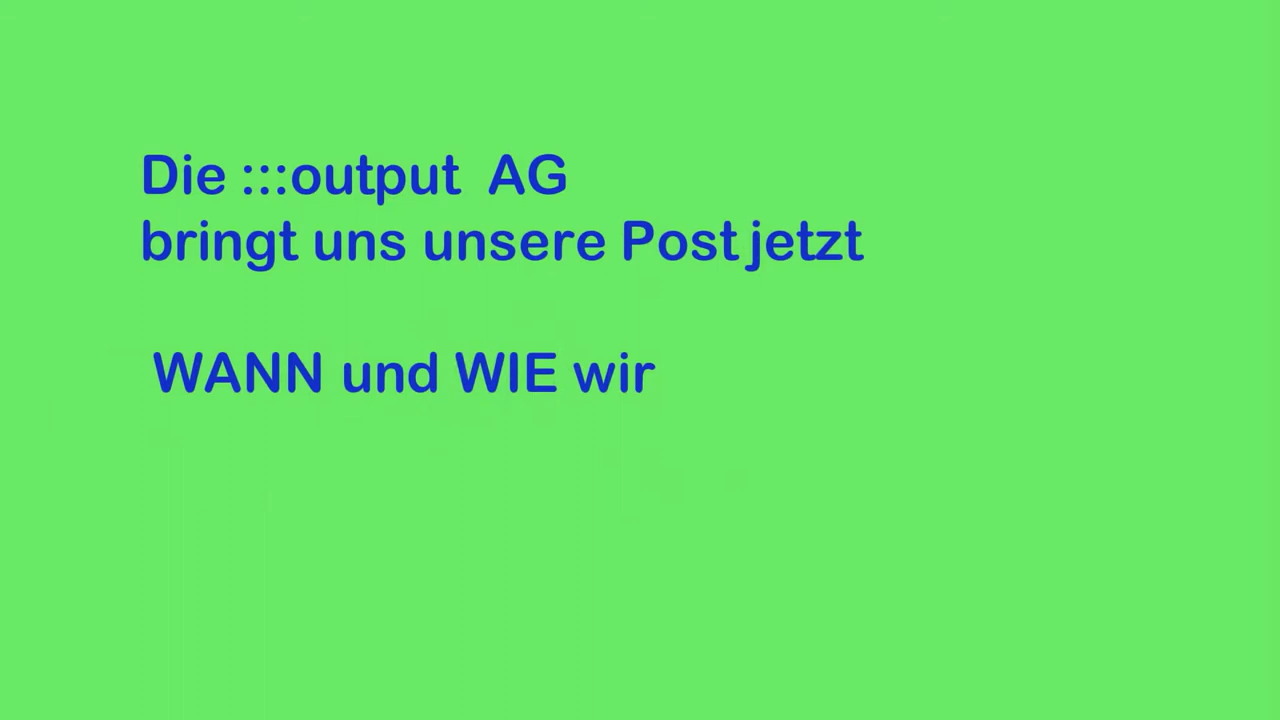 Die :::output AG
bringt uns unsere Post jetzt
WANN und WIE wir